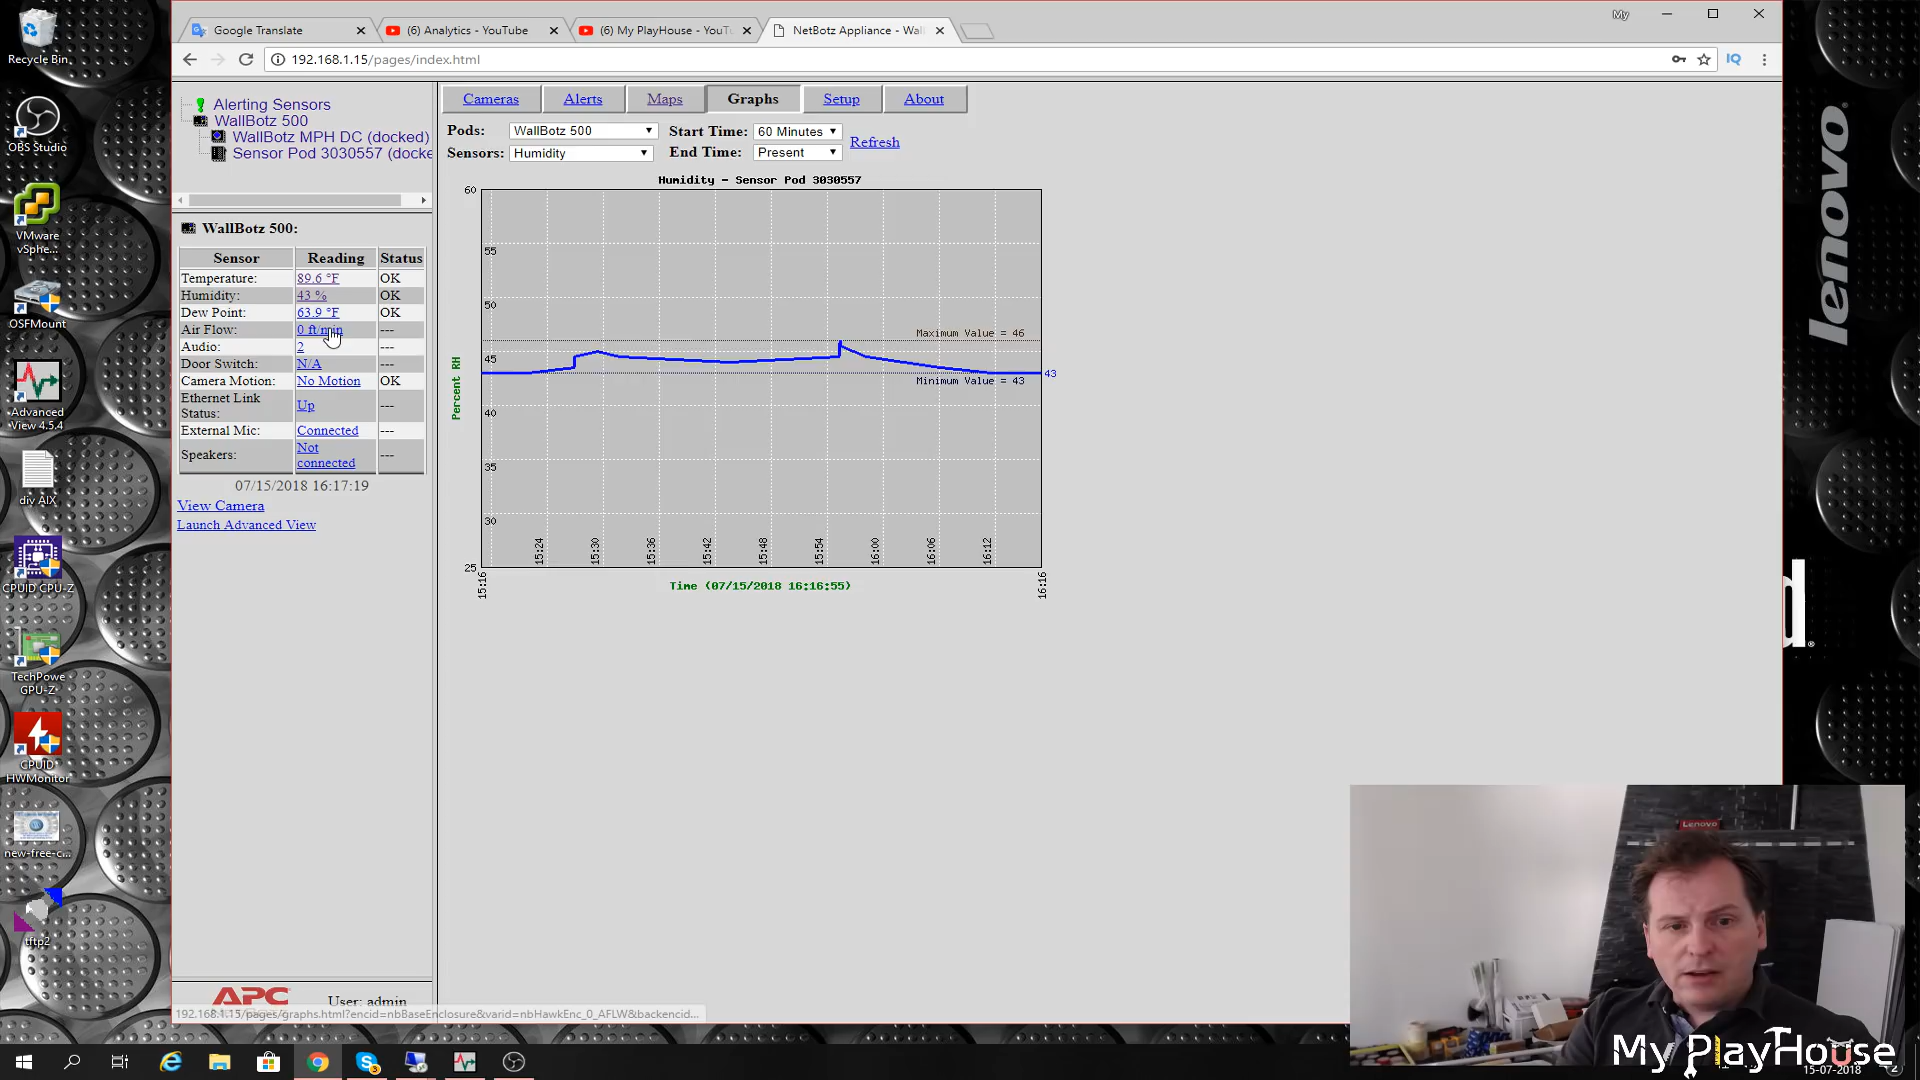 Recycle Bin
OBS Studio
VMware
vSphe...
OSFMount
Advanced
View 4.5.4
div AIX
CPUID CPU-Z
TechPowe
GPU-Z
CPUID
HWMonitor
new-free-c...
tftp2
Google Translate
(6) Analytics - YouTube
(6) My PlayHouse - YouTu
NetBotz Appliance - Wal
My
192.168.1.15/pages/index.html
IQ
Alerting Sensors
WallBotz 500
WallBotz MPH DC (docked)
Sensor Pod 3030557 (docke
WallBotz 500:
Sensor Reading Status
Temperature: 89.6 °F OK
Humidity: 43 % OK
Dew Point: 63.9 °F OK
Air Flow: 0 ft/min ---
Audio: 2 ---
Door Switch: N/A ---
Camera Motion: No Motion OK
Ethernet Link
Status: Up ---
External Mic: Connected ---
Speakers: Not
connected ---
07/15/2018 16:17:19
View Camera
Launch Advanced View
APC
User: admin
192.168.1.15/pages/graphs.html?encid=nbBaseEnclosure&varid=nbHawkEnc_0_AFLW&backencid...
Cameras Alerts Maps Graphs Setup About
Pods: WallBotz 500 Start Time: 60 Minutes
Refresh
Sensors: Humidity End Time: Present
Humidity - Sensor Pod 3030557
60
55
50
45
40
35
30
25
Percent RH
Maximum Value = 46
Minimum Value = 43
43
15:16
15:24
15:30
15:36
15:42
15:48
15:54
16:00
16:06
16:12
16:16
Time (07/15/2018 16:16:55)
lenovo
d.
Lenovo
My PlayHouse
15-07-2018
3
2